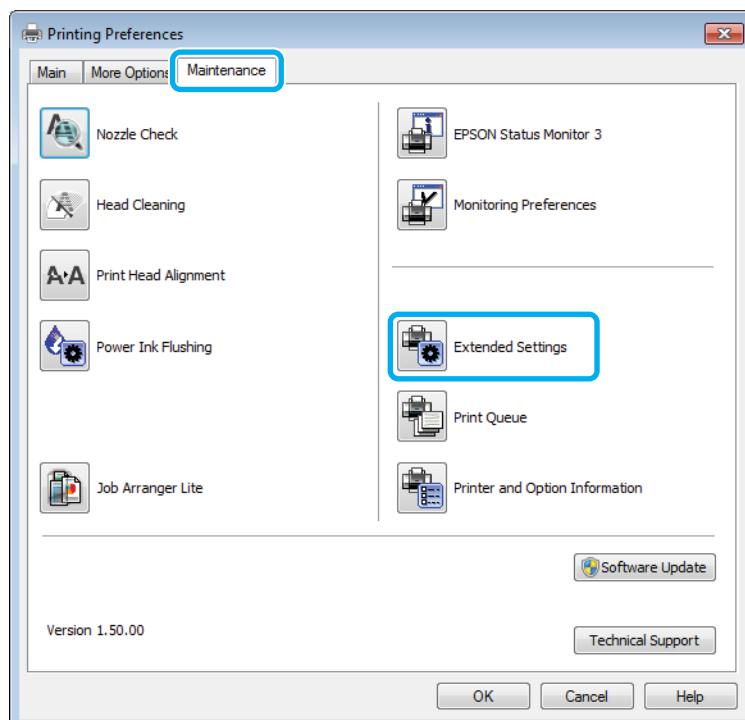 Printing Preferences
Main More Options Maintenance
Nozzle Check
EPSON Status Monitor 3
Head Cleaning
Monitoring Preferences
A A Print Head Alignment
Power Ink Flushing
Extended Settings
Print Queue
Job Arranger Lite
Printer and Option Information
Software Update
Version 1.50.00
Technical Support
OK Cancel Help